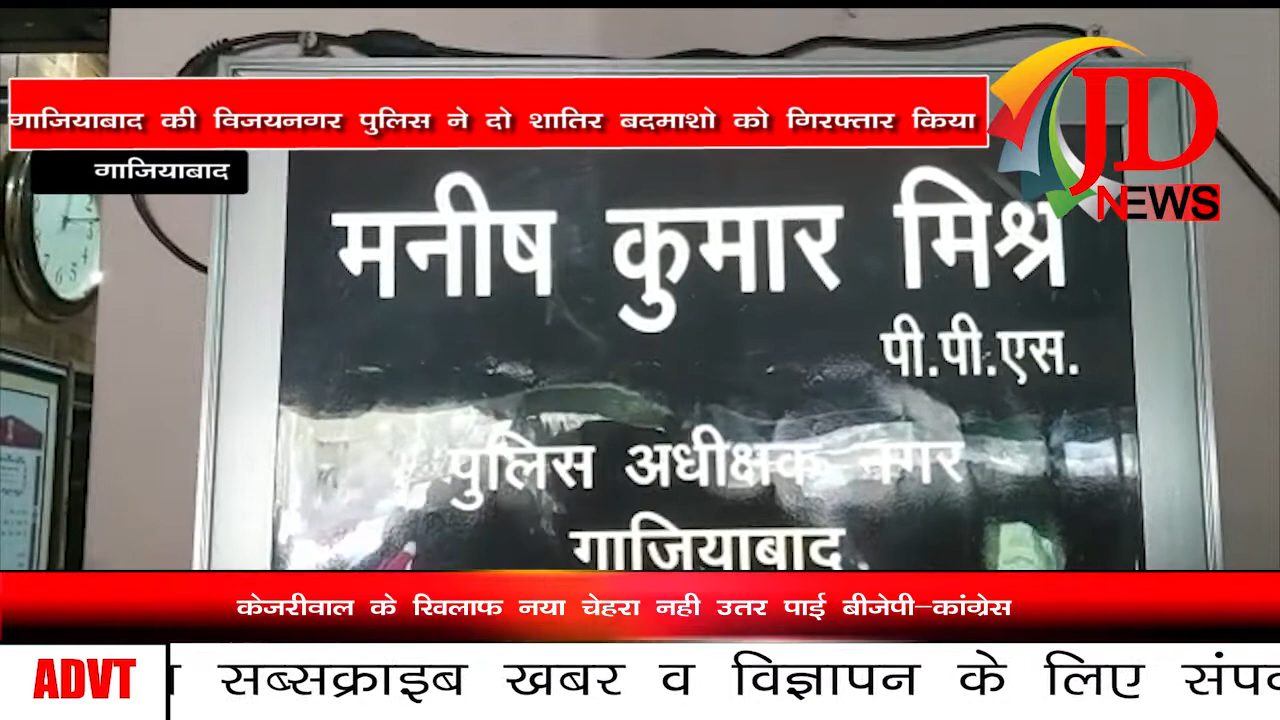 गाजियाबाद की विजयनगर पुलिस ने दो शातिर बदमाशो को गिरफ्तार किया
JD
NEWS
गाजियाबाद
मनीष कुमार मिश्र
पी.पी.एस.
पुलिस अधीक्षक नगर
गाजियाबाद
केजरीवाल के खिलाफ नया चेहरा नही उतर पाई बीजेपी-कांग्रेस
ADVT
सब्सक्राइब खबर व विज्ञापन के लिए